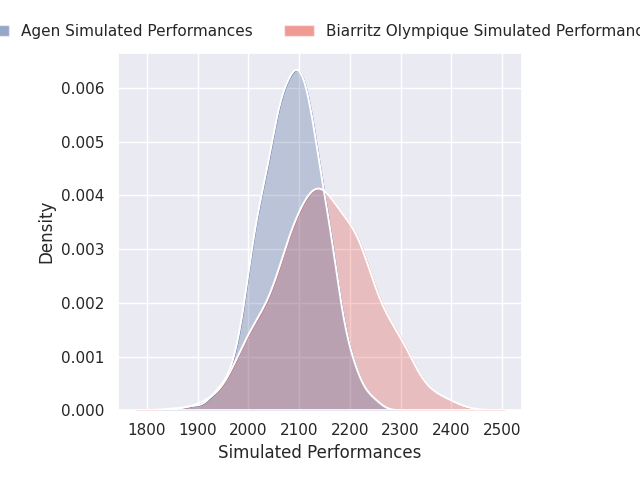 Agen Simulated Performances
Biarritz Olympique Simulated
0.006
0.005
0.004
0.003
0.002
0.001
0.000
Density
1800 1900 2000 2100 2200 2300 2400 2500
Simulated Performances